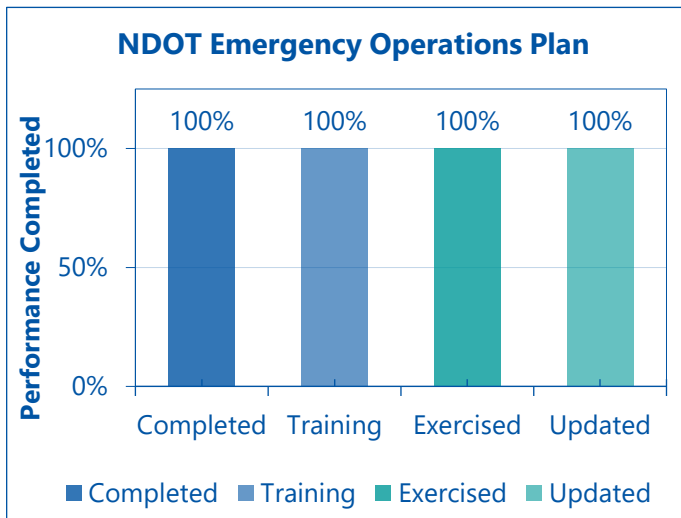 NDOT Emergency Operations Plan
Performance Completed
100% 100% 100% 100%
100%
50%
0%
Completed Training Exercised Updated
Completed Training Exercised Updated